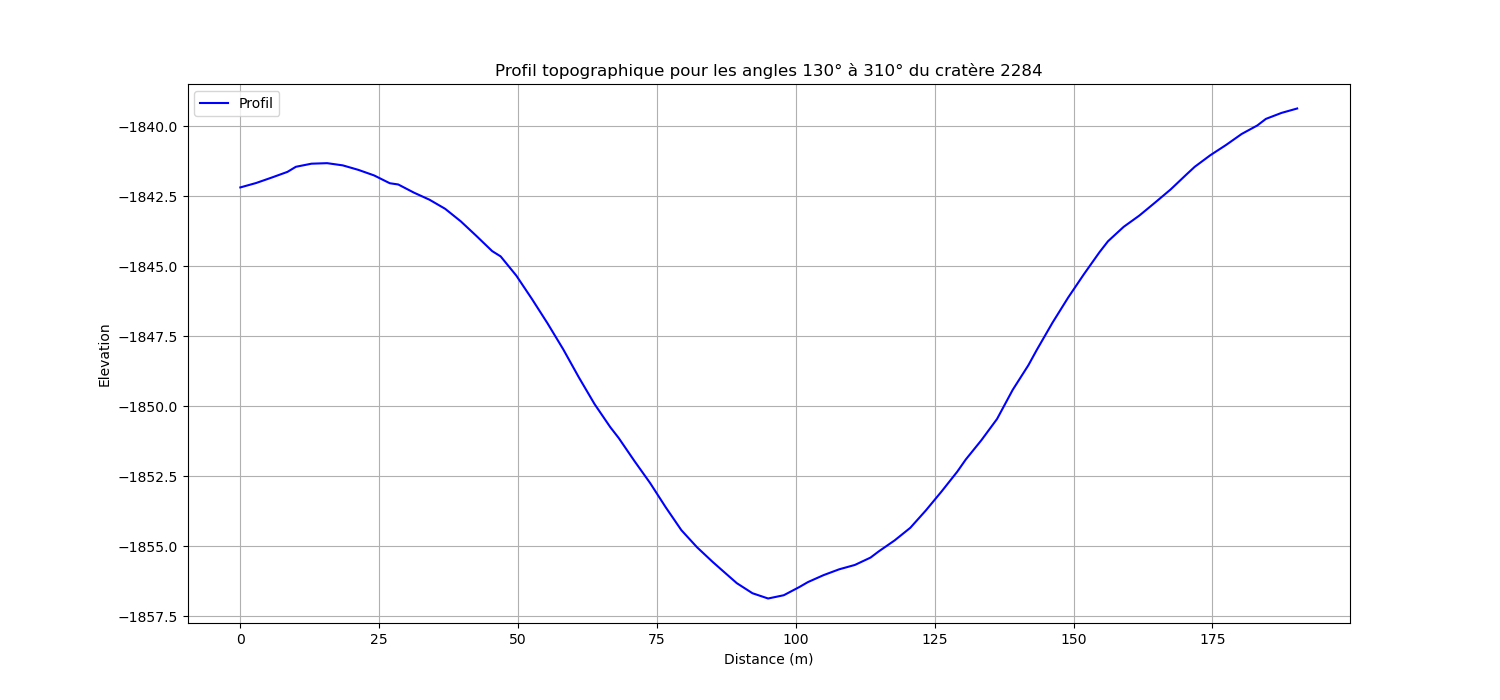 Profil topographique pour les angles 130° à 310° du cratère 2284
Profil
−1840.0
−1842.5
−1845.0
−1847.5
−1850.0
−1852.5
−1855.0
−1857.5
Elevation
0 25 50 75 100 125 150 175
Distance (m)